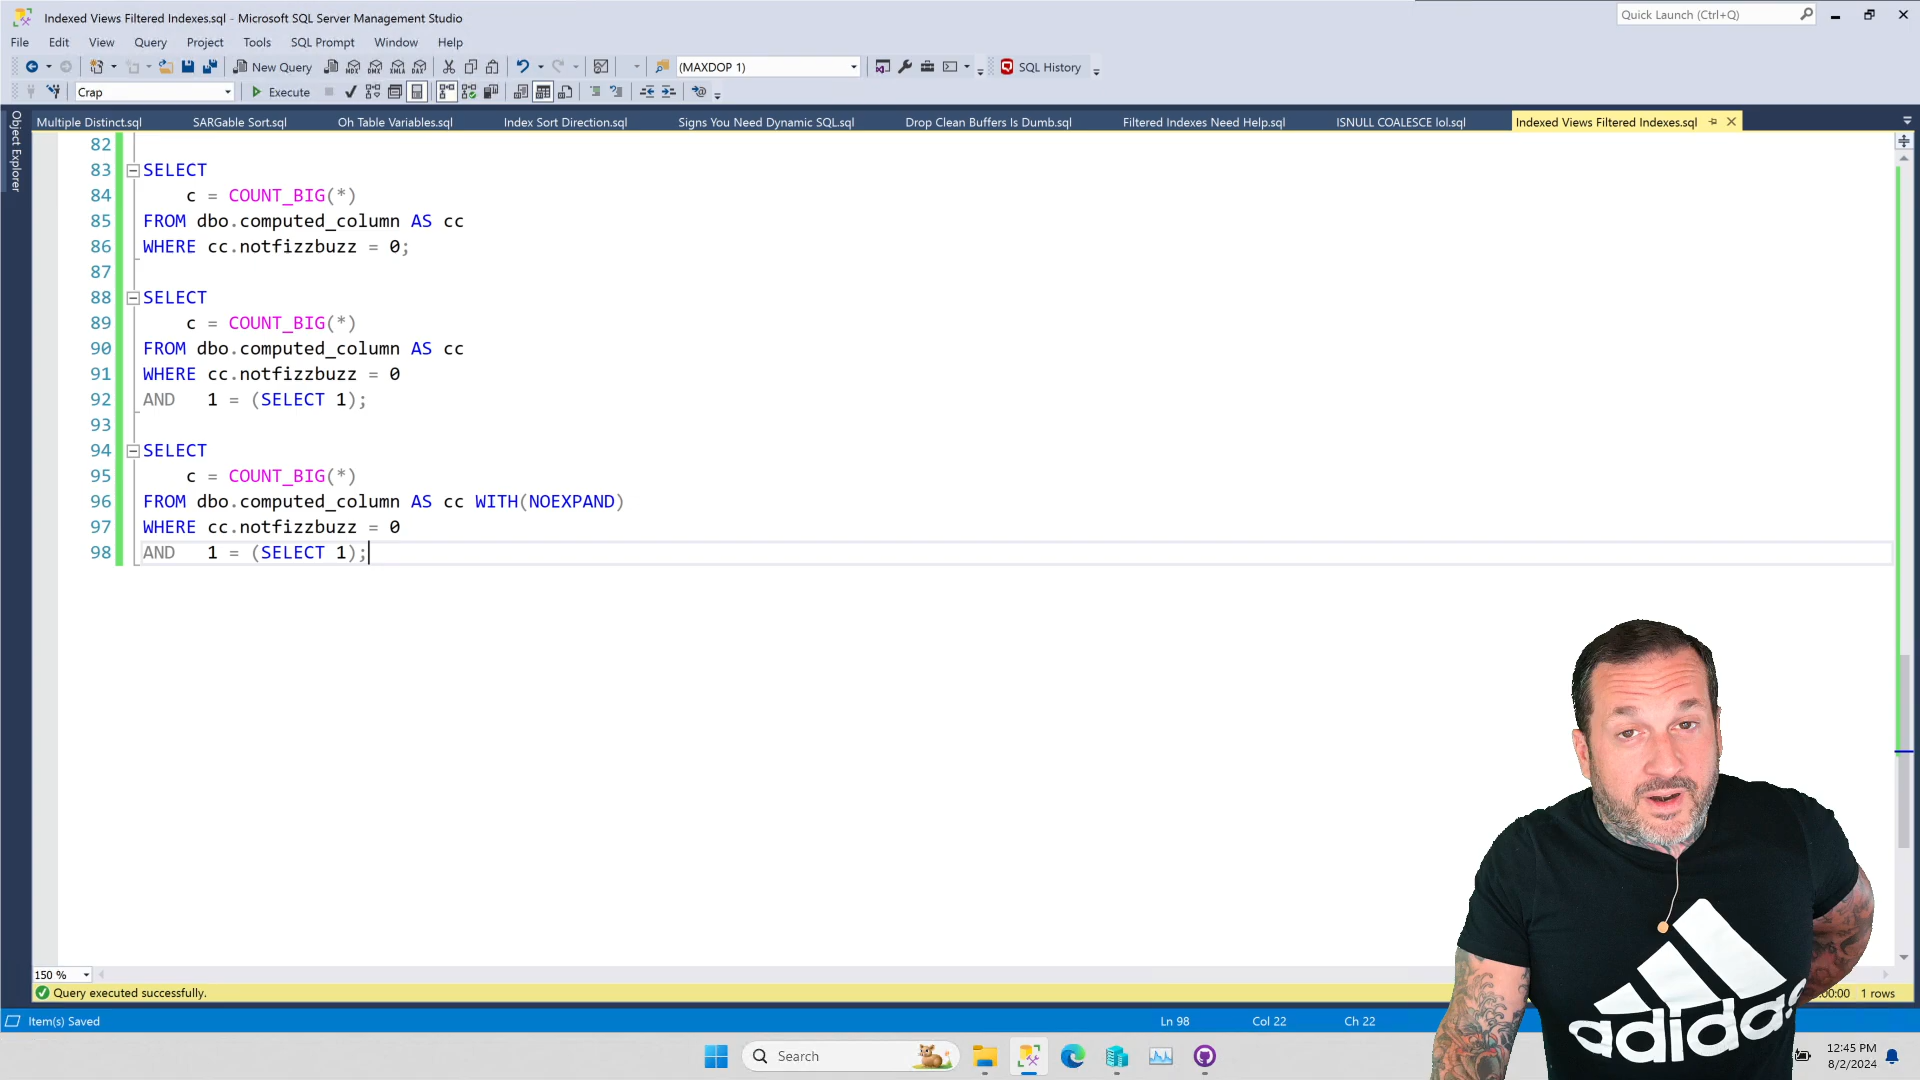 Indexed Views Filtered Indexes.sql - Microsoft SQL Server Management Studio
Quick Launch (Ctrl+Q)
File Edit View Query Project Tools SQL Prompt Window Help
New Query (MAXDOP 1) SQL History
Crap Execute
Object Explorer
Multiple Distinct.sql SARGable Sort.sql Oh Table Variables.sql Index Sort Direction.sql Signs You Need Dynamic SQL.sql Drop Clean Buffers Is Dumb.sql Filtered Indexes Need Help.sql ISNULL COALESCE lol.sql Indexed Views Filtered Indexes.sql
82
83 SELECT
84 c = COUNT_BIG(*)
85 FROM dbo.computed_column AS cc
86 WHERE cc.notfizzbuzz = 0;
87
88 SELECT
89 c = COUNT_BIG(*)
90 FROM dbo.computed_column AS cc
91 WHERE cc.notfizzbuzz = 0
92 AND 1 = (SELECT 1);
93
94 SELECT
95 c = COUNT_BIG(*)
96 FROM dbo.computed_column AS cc WITH(NOEXPAND)
97 WHERE cc.notfizzbuzz = 0
98 AND 1 = (SELECT 1);
150 %
Query executed successfully. :00:00 1 rows
Item(s) Saved Ln 98 Col 22 Ch 22
adidas
Search
12:45 PM
8/2/2024